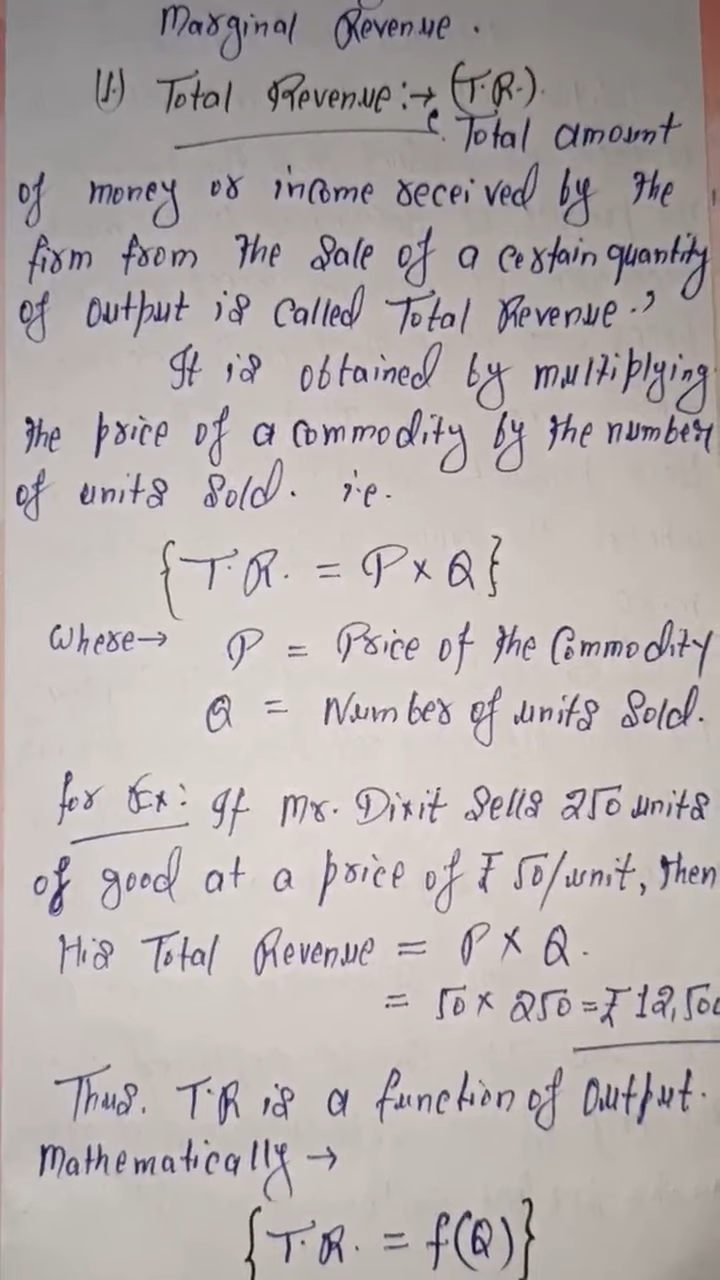 Marginal Revenue.
(1.) Total Revenue:→ (T.R.).
"Total amount
of money or income received by the
firm from the sale of a certain quantity
of output is called Total Revenue."
It is obtained by multiplying
the price of a commodity by the number
of units sold. i.e.
{T.R. = P × Q}
Where→ P = Price of the Commodity
Q = Number of units Sold.
for Ex: If Mr. Dixit sells 250 units
of good at a price of ₹ 50/unit, then
His Total Revenue = P × Q.
= 50 × 250 = ₹ 12,500
Thus. T.R is a function of Output.
Mathematically →
{T.R. = f(Q)}